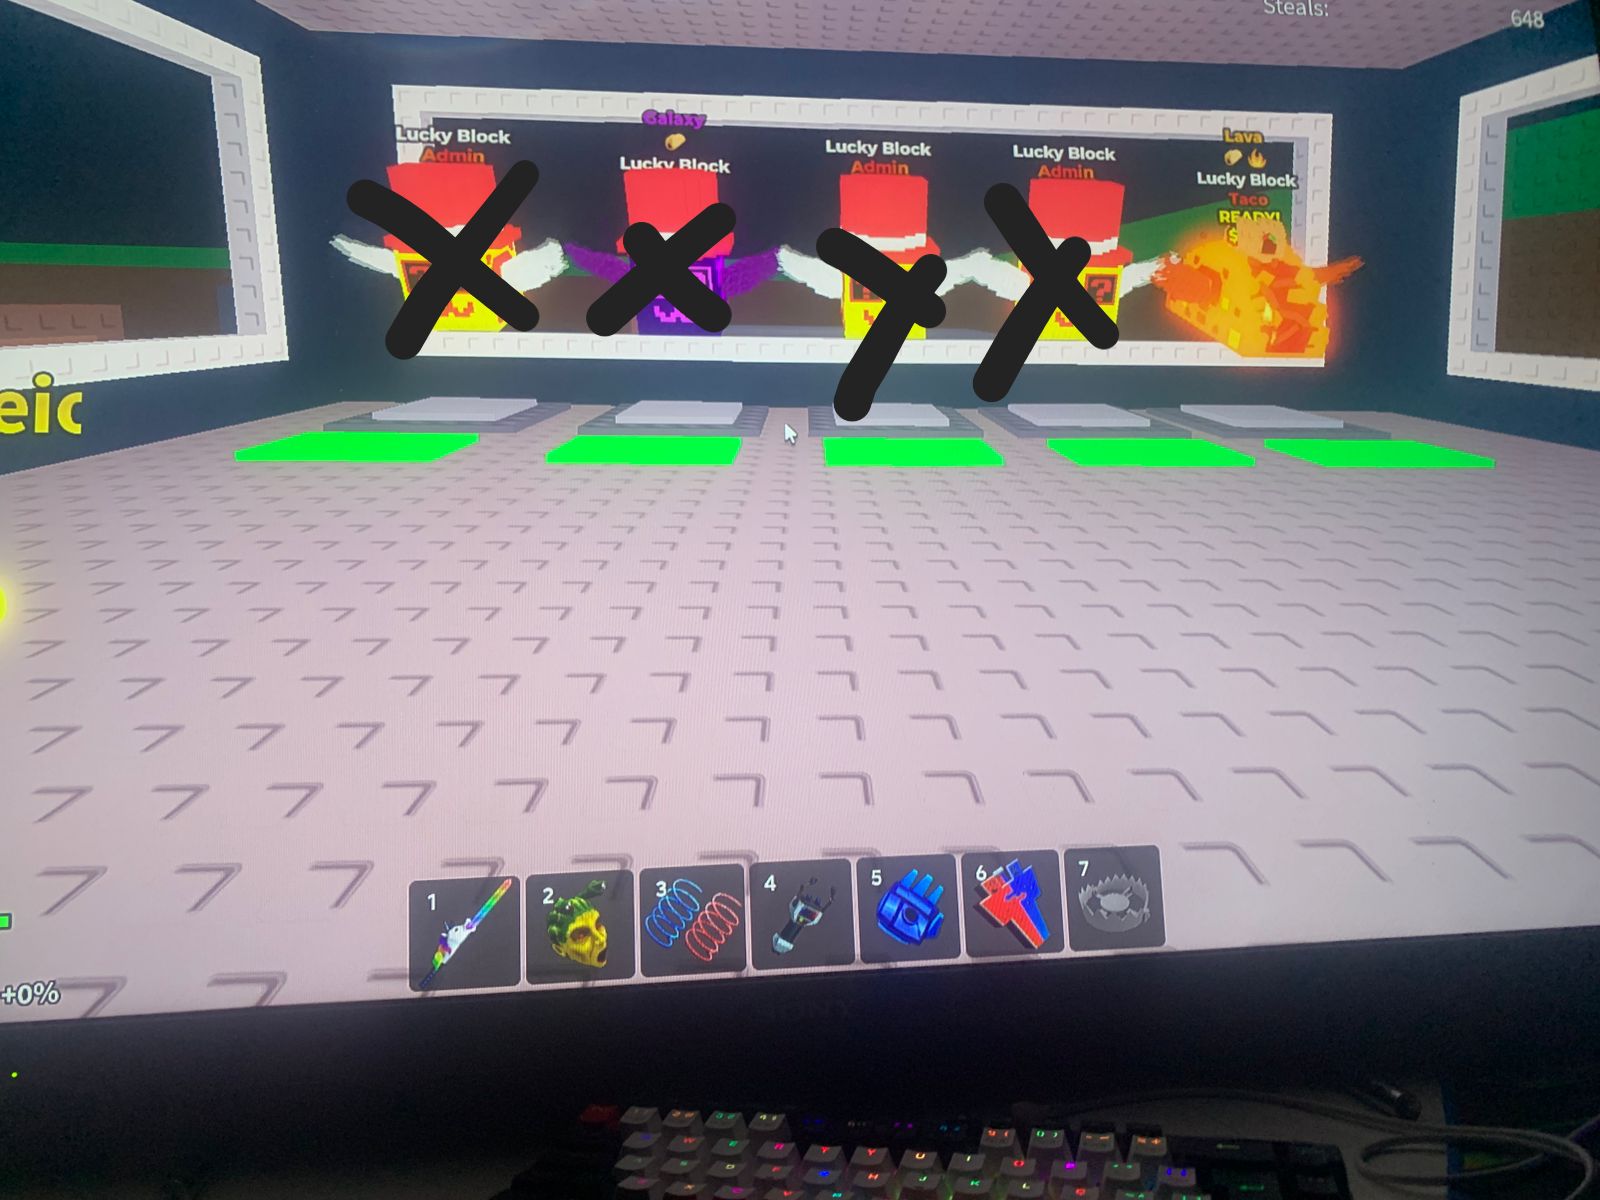 Steals:
648
Lucky Block
Admin
Galaxy
Lucky Block
Lucky Block
Admin
Lucky Block
Admin
Lava
Lucky Block
Taco
READY!
$
eic
1
2
3
4
5
6
7
+0%